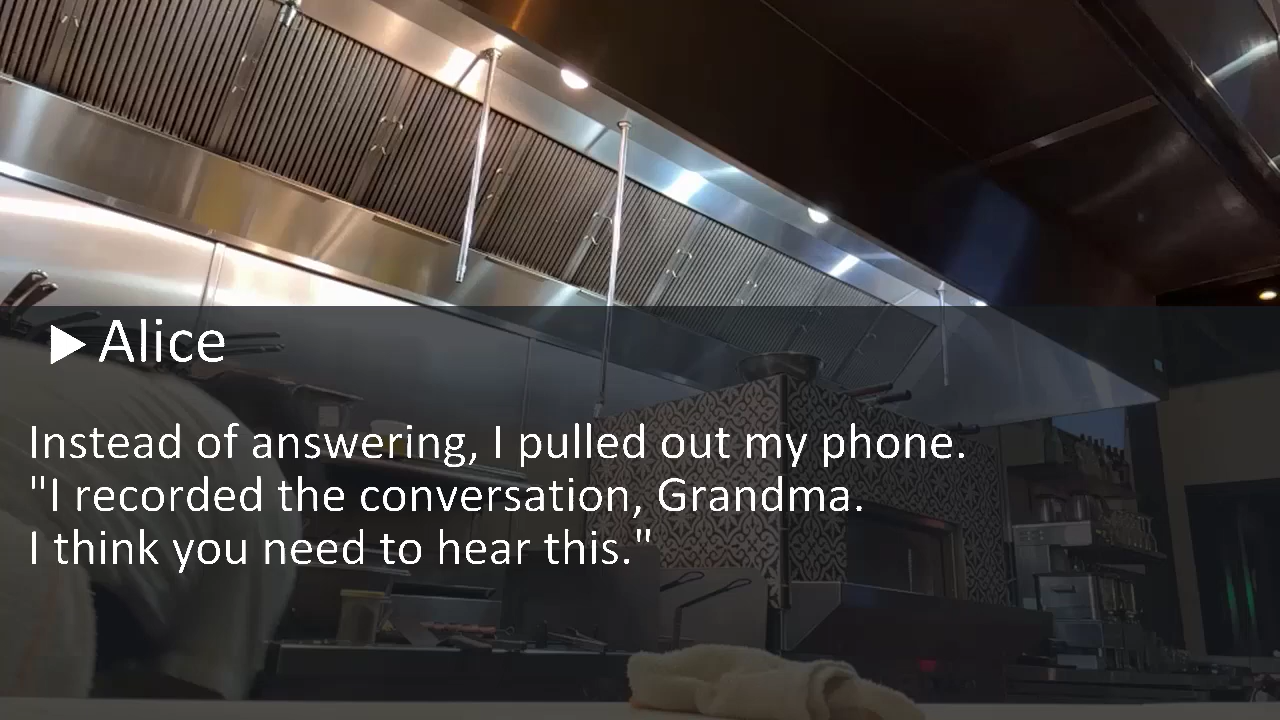 ▶Alice
Instead of answering, I pulled out my phone.
"I recorded the conversation, Grandma.
I think you need to hear this."